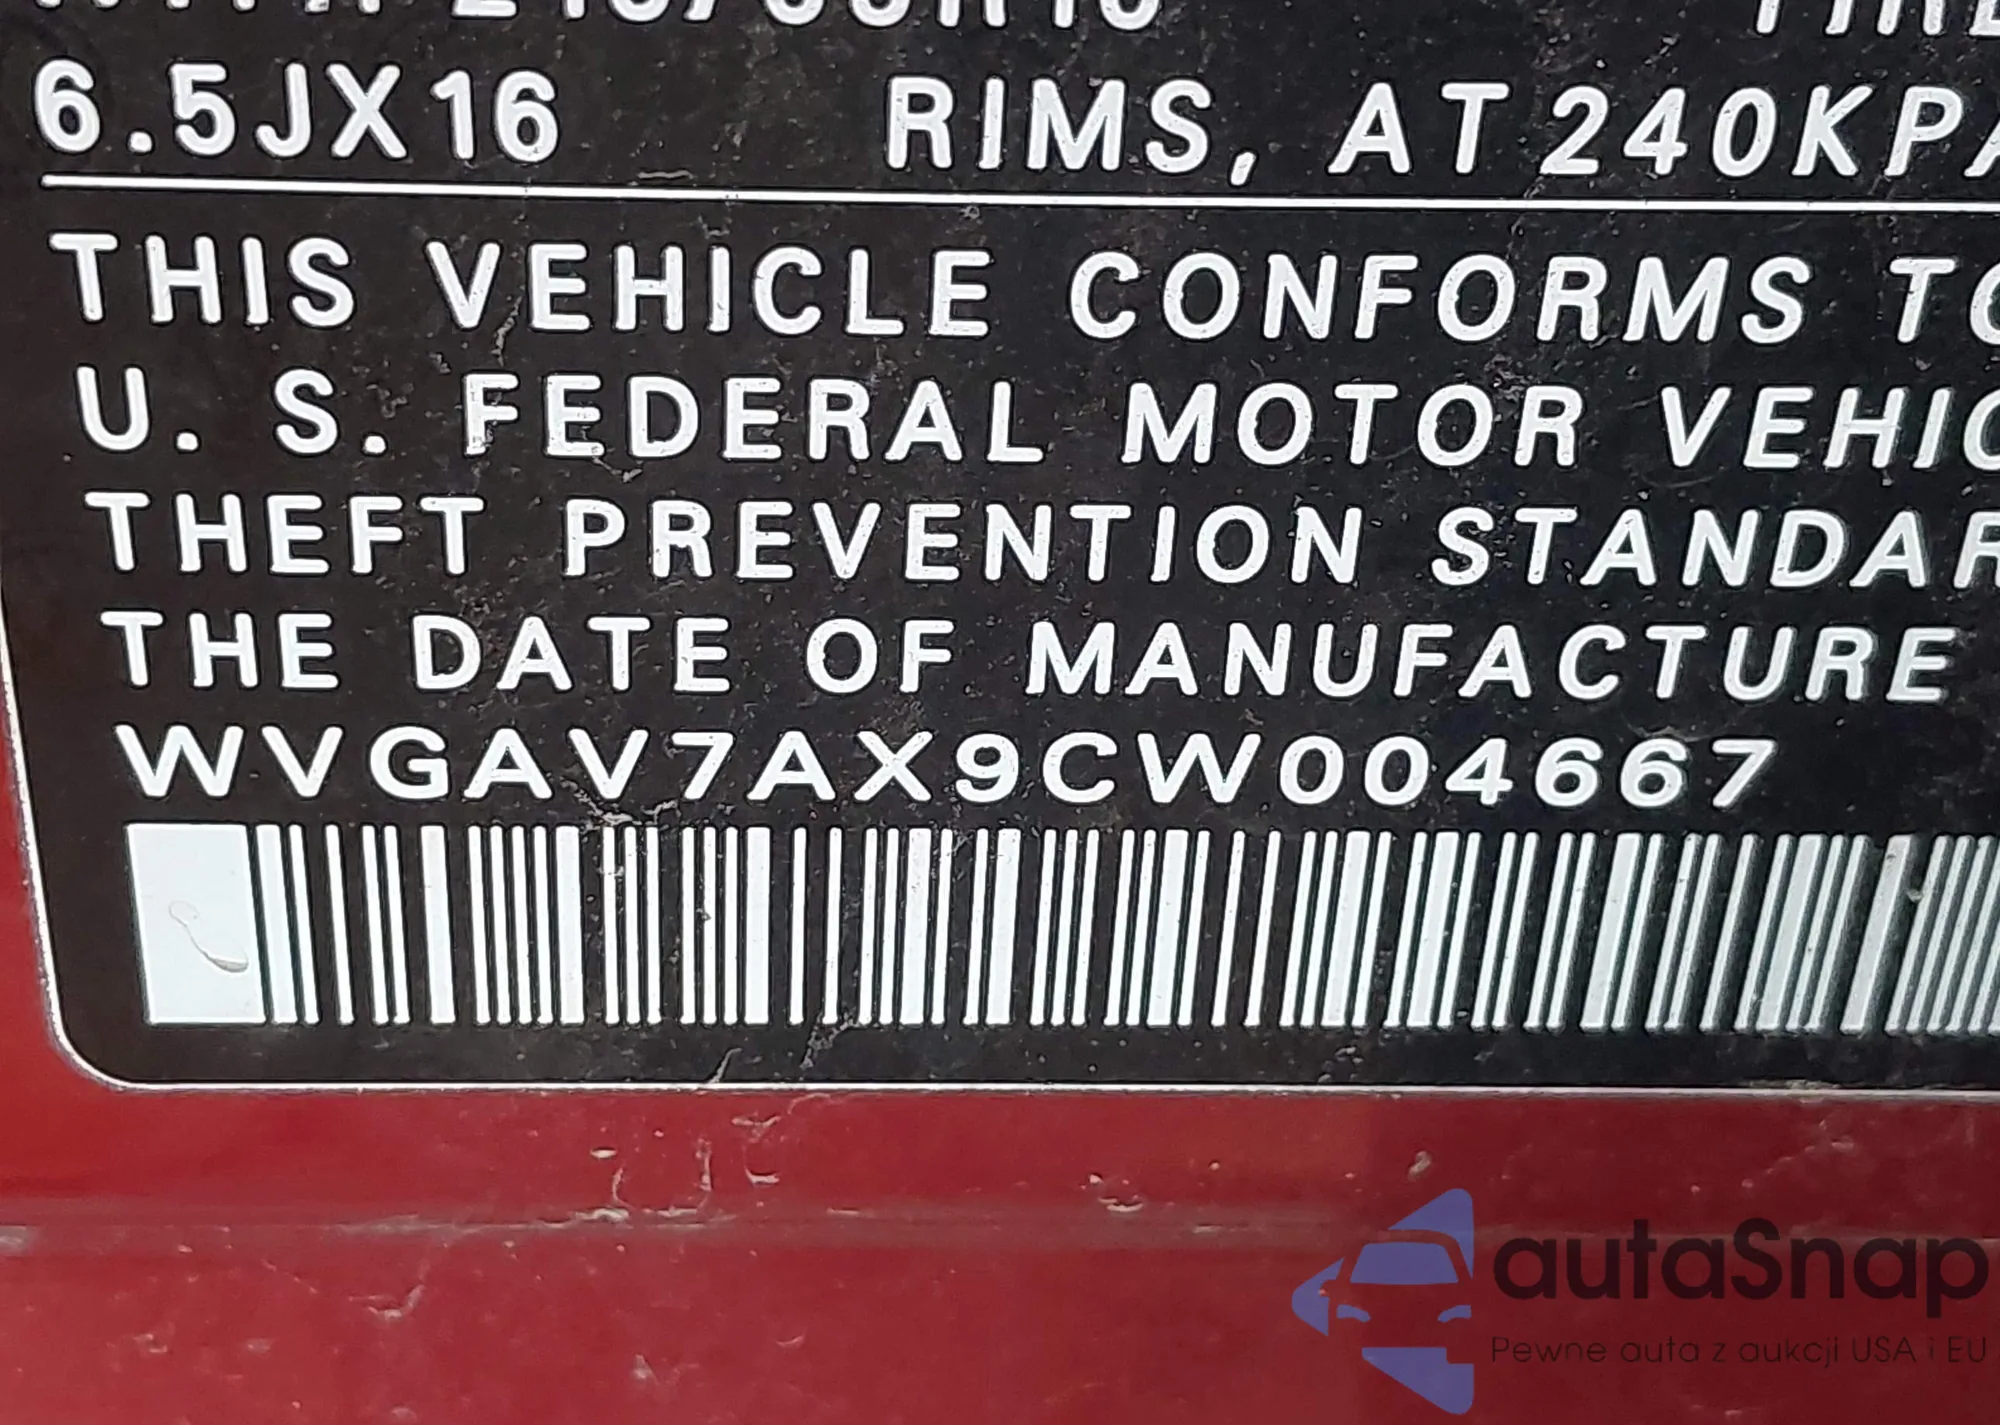 6.5JX16 RIMS, AT 240KPA
THIS VEHICLE CONFORMS TO
U. S. FEDERAL MOTOR VEHIC
THEFT PREVENTION STANDAR
THE DATE OF MANUFACTURE
WVGAV7AX9CW004667
autaSnap
Pewne auta z aukcji USA i EU